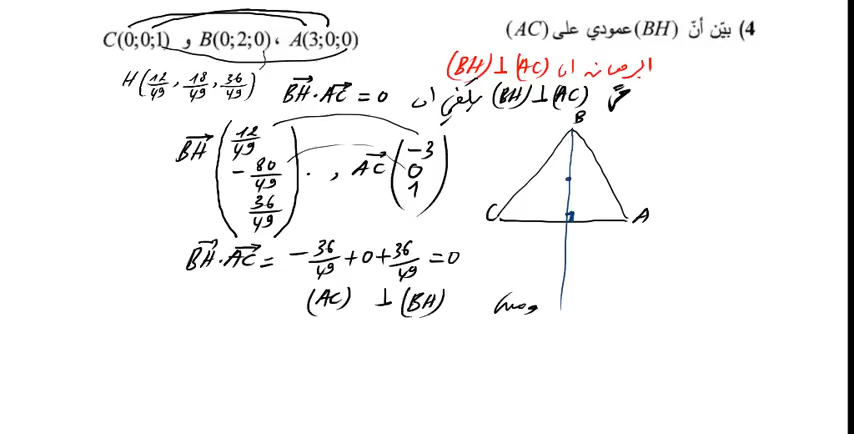 4) بيّن أنّ (BH) عمودي على (AC)
C(0;0;1) و B(0;2;0) ، A(3;0;0)
البرهان ان (BH) ⊥ (AC)
H(12/49, 18/49, 36/49)
(BH) ⊥ (AC) يكفي ان BH · AC = 0
BH (12/49, -80/49, 36/49) . , AC (-3, 0, 1)
B
C A
BH · AC = -36/49 + 0 + 36/49 = 0
ومنه (AC) ⊥ (BH)